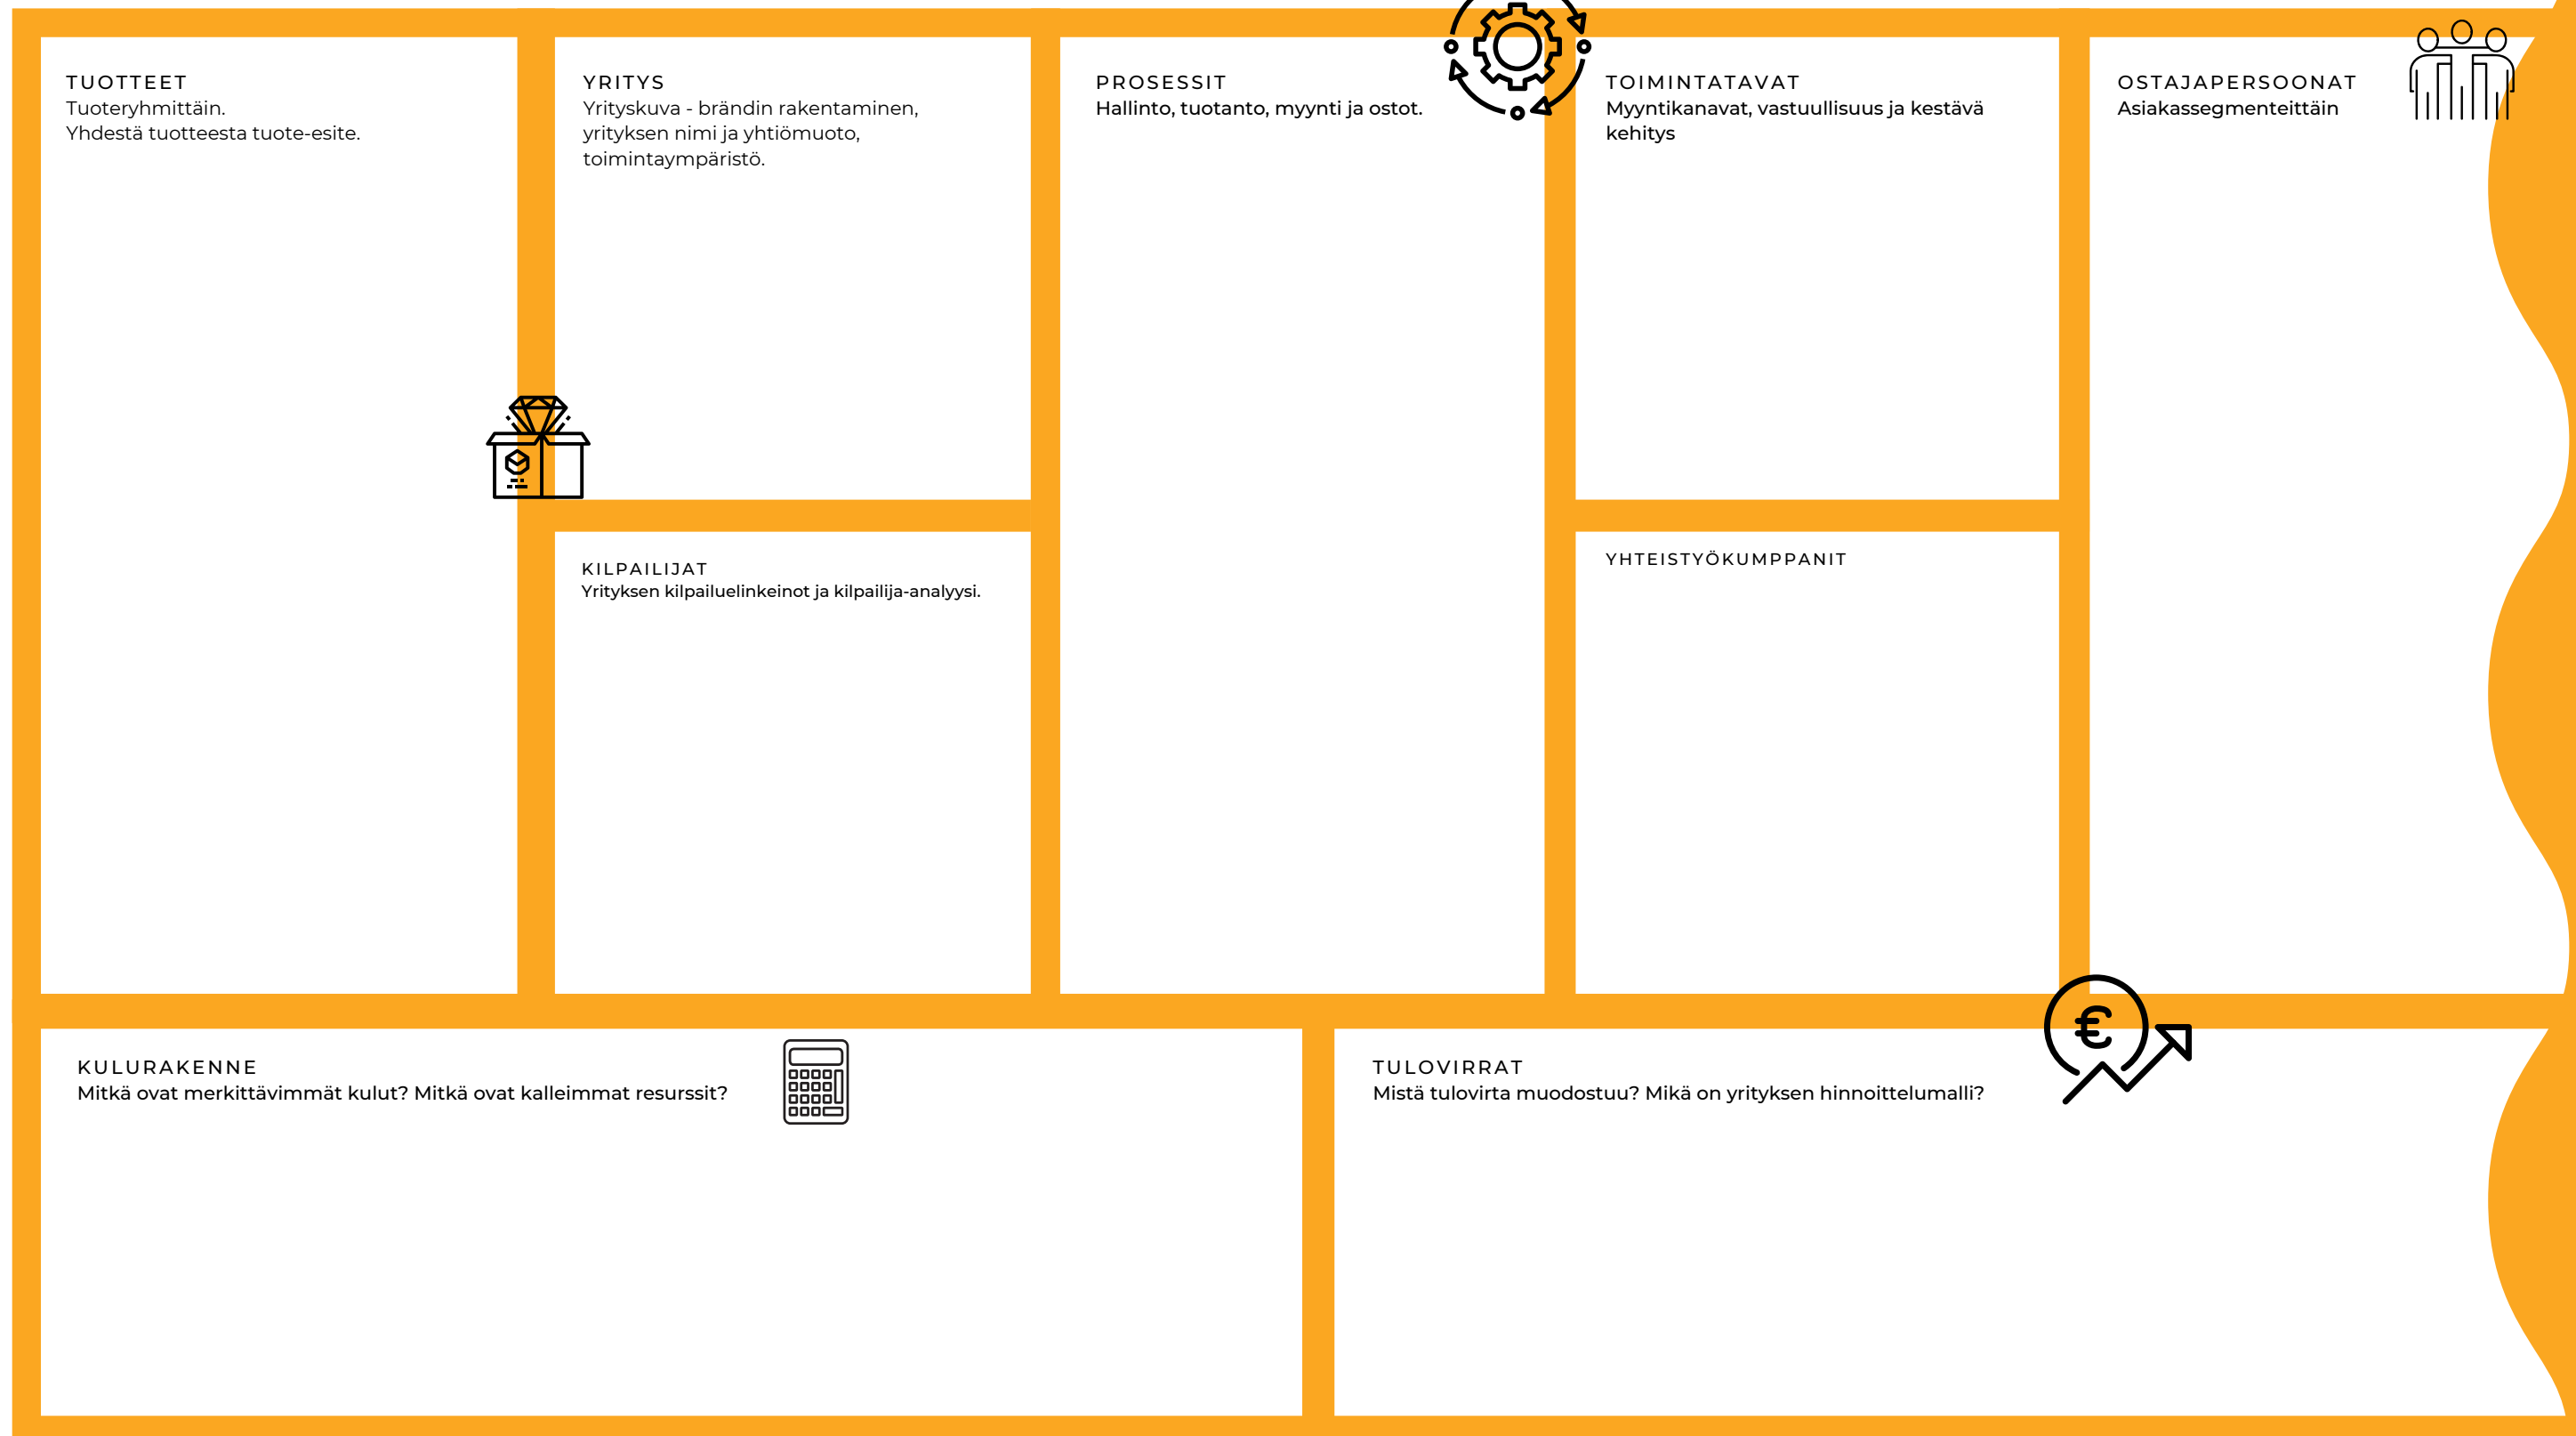 TUOTTEET
Tuoteryhmittäin.
Yhdestä tuotteesta tuote-esite.
YRITYS
Yrityskuva - brändin rakentaminen,
yrityksen nimi ja yhtiömuoto,
toimintaympäristö.
KILPAILIJAT
Yrityksen kilpailuelinkeinot ja kilpailija-analyysi.
PROSESSIT
Hallinto, tuotanto, myynti ja ostot.
TOIMINTATAVAT
Myyntikanavat, vastuullisuus ja kestävä
kehitys
YHTEISTYÖKUMPPANIT
OSTAJAPERSOONAT
Asiakassegmenteittäin
KULURAKENNE
Mitkä ovat merkittävimmät kulut? Mitkä ovat kalleimmat resurssit?
TULOVIRRAT
Mistä tulovirta muodostuu? Mikä on yrityksen hinnoittelumalli?
€